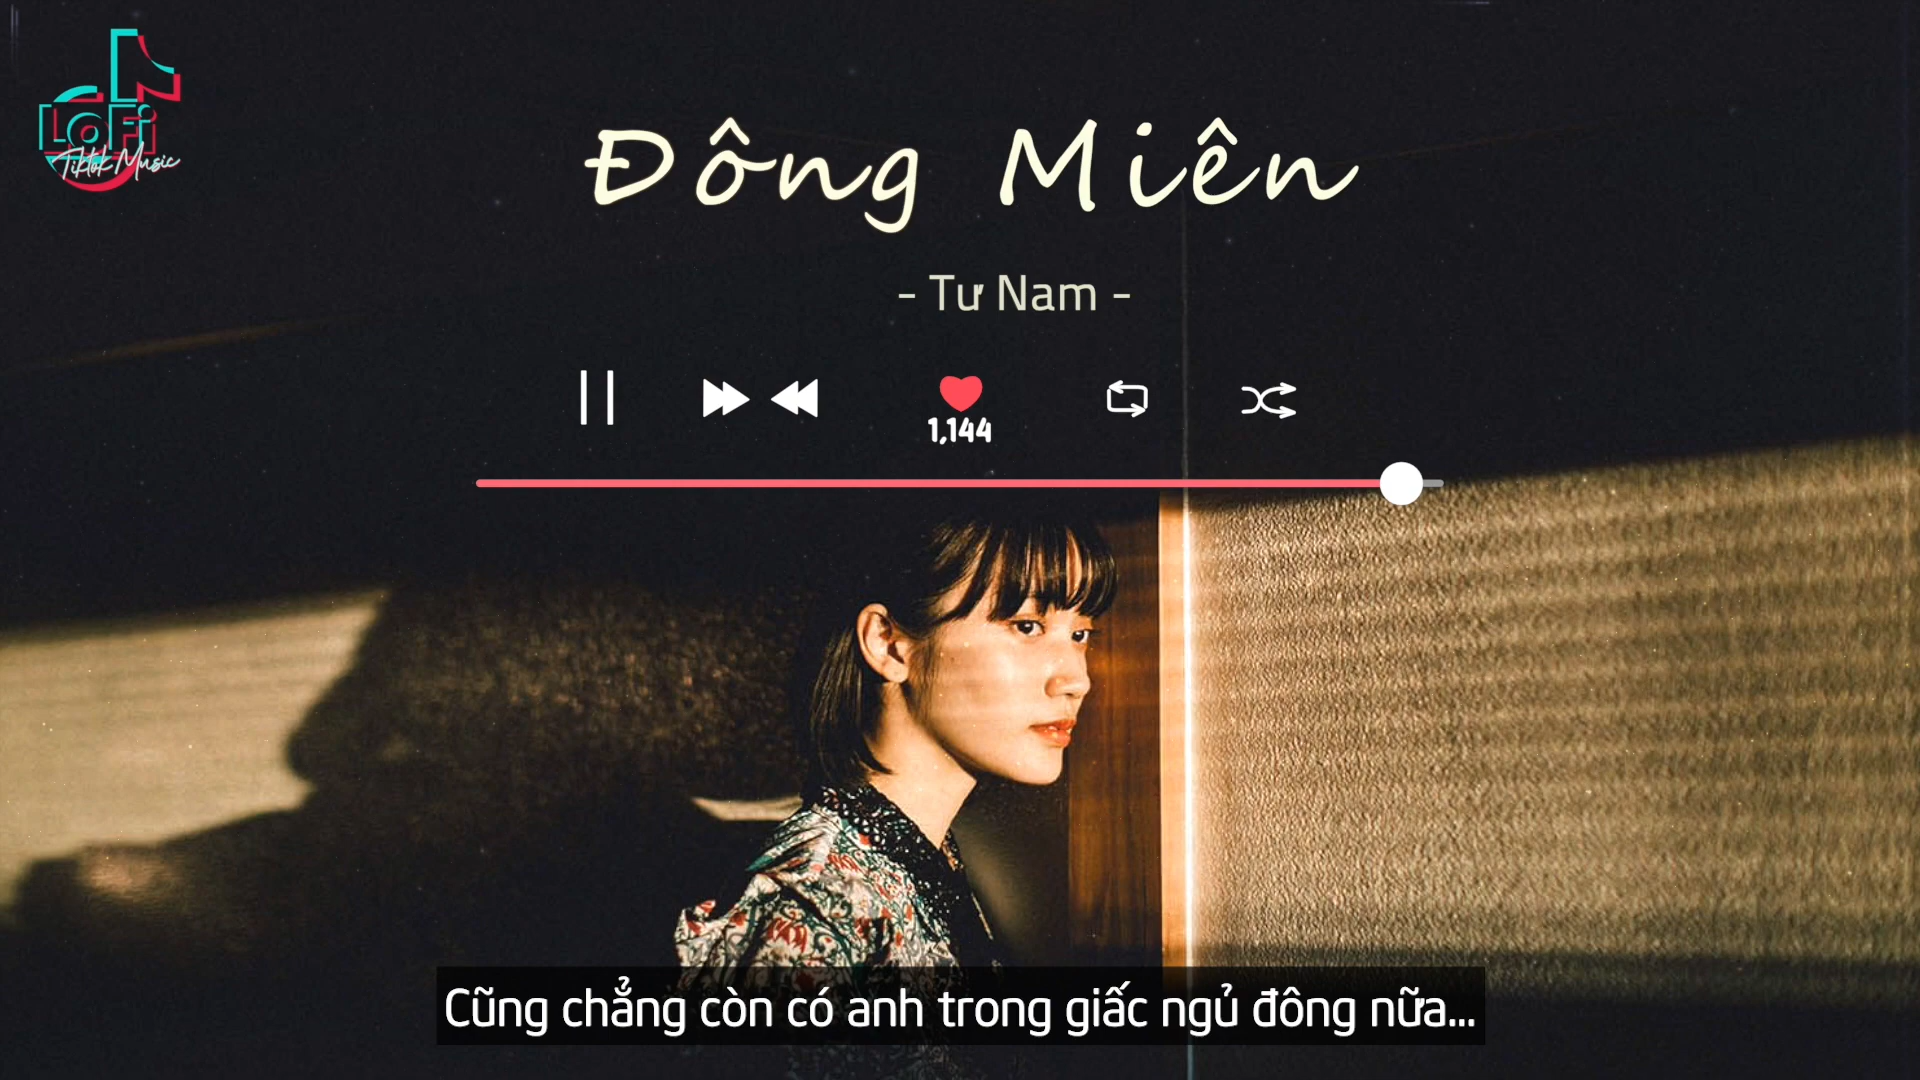 LoFi
Tiktok Music
Đông Miên
- Tư Nam -
1,144
Cũng chẳng còn có anh trong giấc ngủ đông nữa...